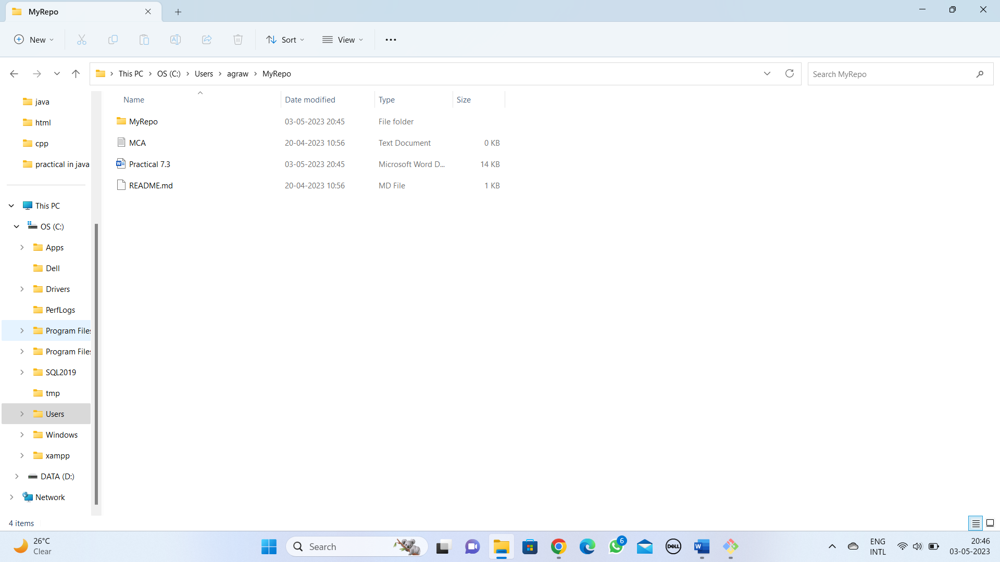 MyRepo
New
Sort
View
This PC
OS (C:)
Users
agraw
MyRepo
Search MyRepo
java
html
cpp
practical in java
This PC
OS (C:)
Apps
Dell
Drivers
PerfLogs
Program Files
Program Files
SQL2019
tmp
Users
Windows
xampp
DATA (D:)
Network
Name Date modified Type Size
MyRepo 03-05-2023 20:45 File folder
MCA 20-04-2023 10:56 Text Document 0 KB
Practical 7.3 03-05-2023 20:45 Microsoft Word D... 14 KB
README.md 20-04-2023 10:56 MD File 1 KB
4 items
26°C
Clear
Search
DELL
6
ENG
INTL
20:46
03-05-2023